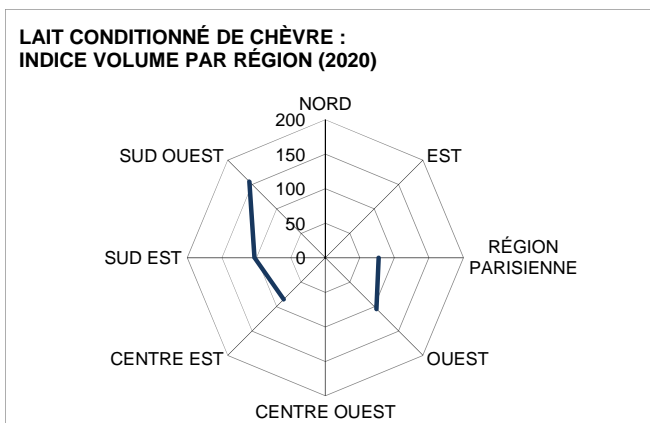 LAIT CONDITIONNÉ DE CHÈVRE :
INDICE VOLUME PAR RÉGION (2020)
NORD
200
150
100
50
0
EST
RÉGION
PARISIENNE
OUEST
CENTRE OUEST
CENTRE EST
SUD EST
SUD OUEST